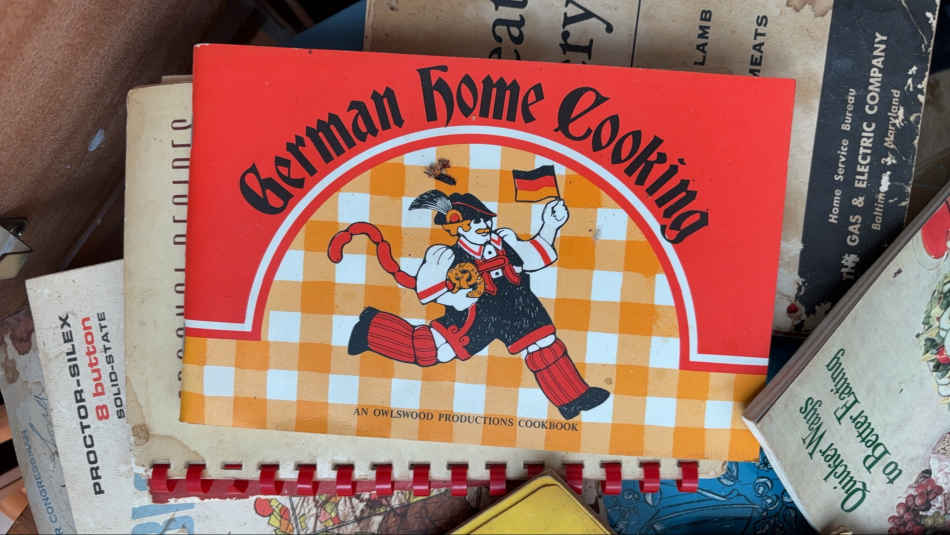 German Home Cooking
AN OWLSWOOD PRODUCTIONS COOKBOOK
LAMB
MEATS
Home Service Bureau
GAS & ELECTRIC COMPANY
Baltimore, 2, Maryland
PROCTOR-SILEX
8 button
SOLID-STATE
Quicker Ways
to Better Eating